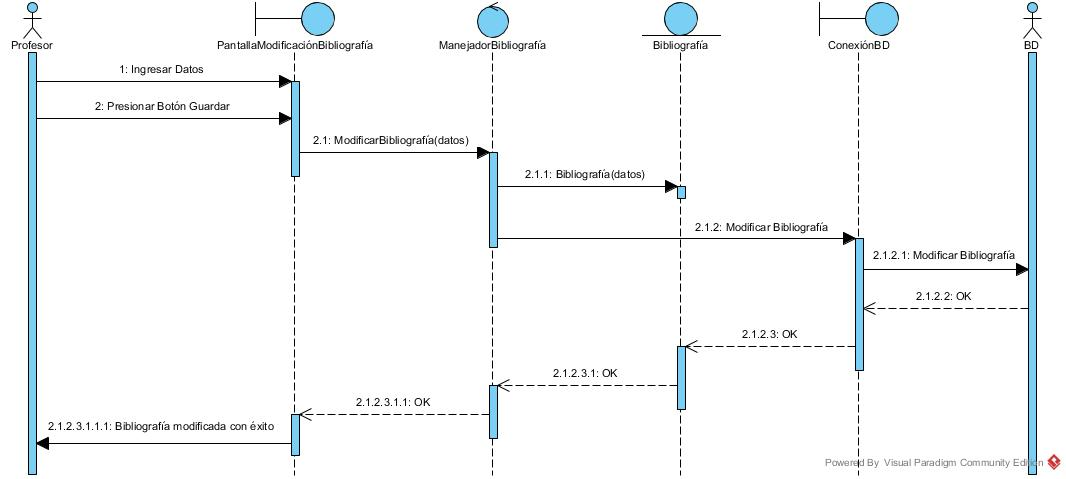 Profesor
PantallaModificaciónBibliografía
ManejadorBibliografía
Bibliografía
ConexiónBD
BD
1: Ingresar Datos
2: Presionar Botón Guardar
2.1: ModificarBibliografía(datos)
2.1.1: Bibliografía(datos)
2.1.2: Modificar Bibliografía
2.1.2.1: Modificar Bibliografía
2.1.2.2: OK
2.1.2.3: OK
2.1.2.3.1: OK
2.1.2.3.1.1: OK
2.1.2.3.1.1.1: Bibliografía modificada con éxito
Powered By Visual Paradigm Community Edition